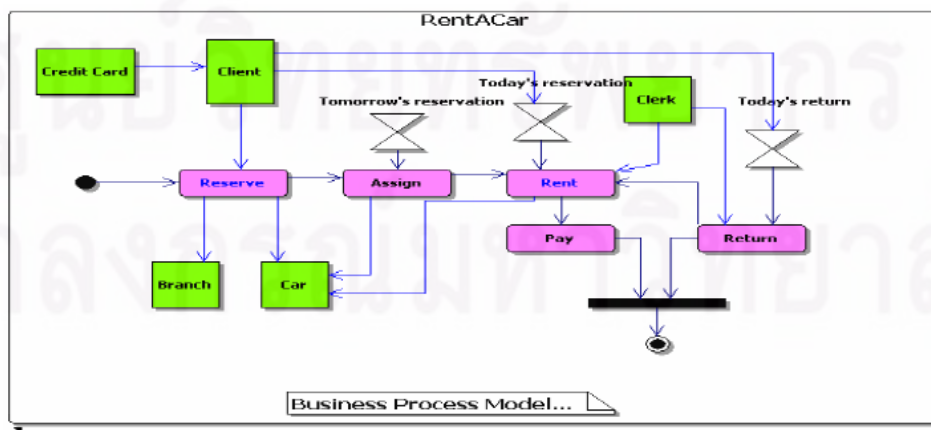 RentACar
Credit Card
Client
Today's reservation
Tomorrow's reservation
Clerk
Today's return
Reserve
Assign
Rent
Pay
Return
Branch
Car
Business Process Model...